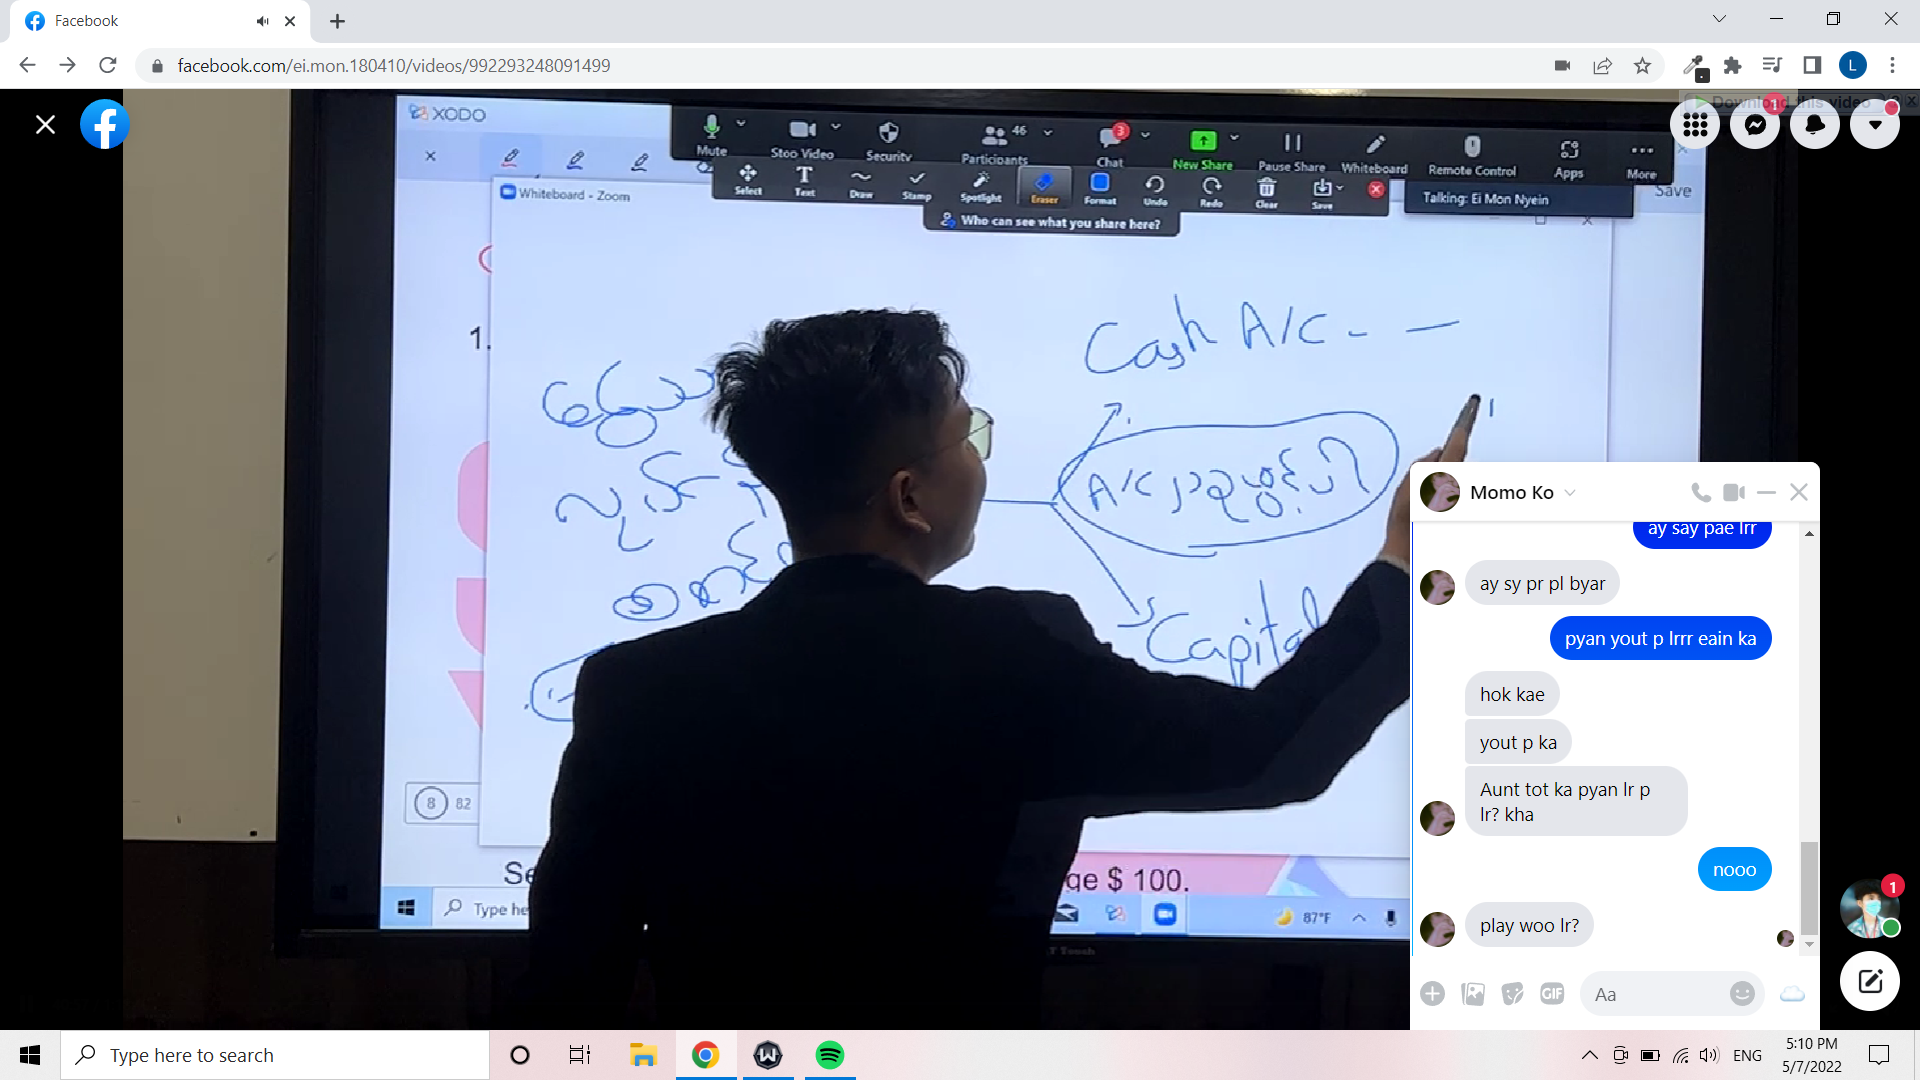 Facebook
facebook.com/ei.mon.180410/videos/992293248091499
L
Download this video
1
XODO
Mute
Stop Video
Security
Participants
46
Chat
3
New Share
Pause Share
Whiteboard
Remote Control
Apps
More
Select
Text
Draw
Stamp
Spotlight
Eraser
Format
Undo
Redo
Clear
Save
Talking: Ei Mon Nyein
Save
Who can see what you share here?
Whiteboard - Zoom
1.
Cash A/C - —
A/C
Capital
8 82
ge $ 100.
Type he
87°F
Momo Ko
ay say pae lrr
ay sy pr pl byar
pyan yout p lrrr eain ka
hok kae
yout p ka
Aunt tot ka pyan lr p
lr? kha
nooo
play woo lr?
GIF
Aa
1
Type here to search
ENG
5:10 PM
5/7/2022